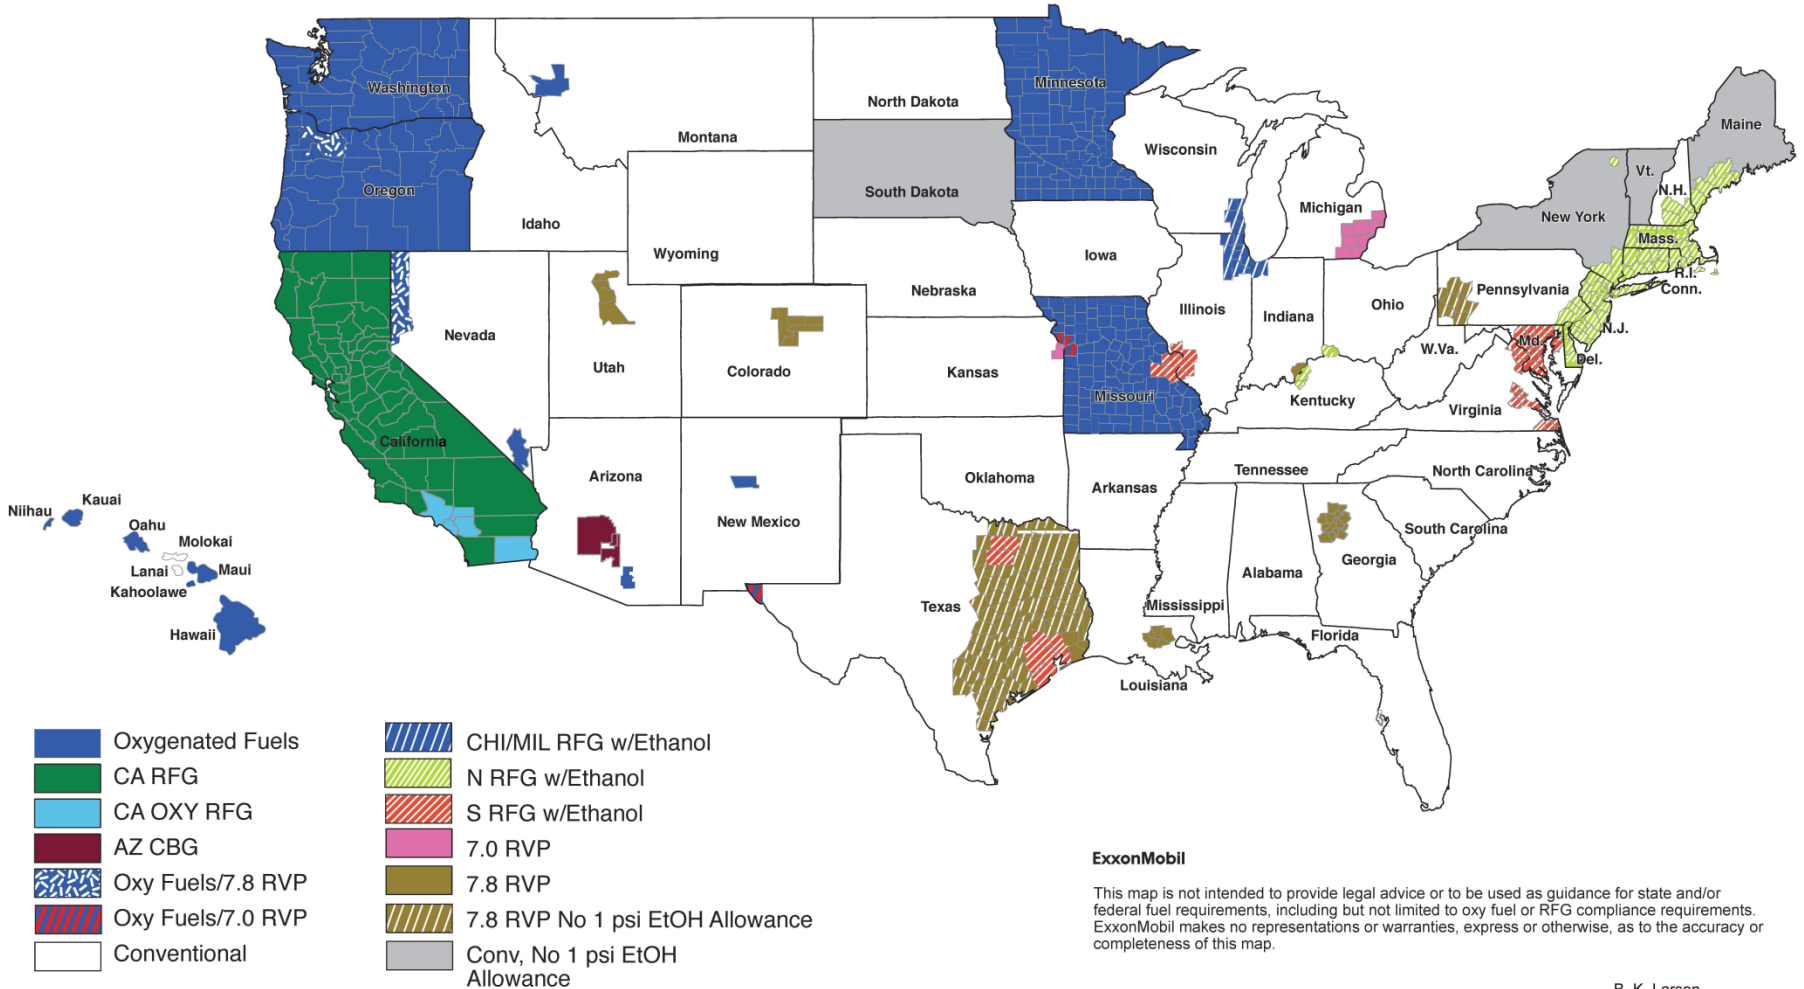 Washington
Minnesota
North Dakota
Montana
Maine
Wisconsin
Vt.
N.H.
Oregon
South Dakota
Michigan
New York
Idaho
Mass.
Wyoming
Iowa
R.I.
Conn.
Nebraska
Pennsylvania
Illinois
Indiana
Ohio
N.J.
Nevada
Md.
W.Va.
Del.
Utah
Colorado
Kansas
Missouri
Kentucky
Virginia
California
Arizona
Oklahoma
Tennessee
North Carolina
Arkansas
New Mexico
South Carolina
Kauai
Niihau
Oahu
Molokai
Lanai
Maui
Kahoolawe
Hawaii
Georgia
Alabama
Texas
Mississippi
Florida
Louisiana
Oxygenated Fuels
CA RFG
CA OXY RFG
AZ CBG
Oxy Fuels/7.8 RVP
Oxy Fuels/7.0 RVP
Conventional
CHI/MIL RFG w/Ethanol
N RFG w/Ethanol
S RFG w/Ethanol
7.0 RVP
7.8 RVP
7.8 RVP No 1 psi EtOH Allowance
Conv, No 1 psi EtOH
Allowance
ExxonMobil
This map is not intended to provide legal advice or to be used as guidance for state and/or
federal fuel requirements, including but not limited to oxy fuel or RFG compliance requirements.
ExxonMobil makes no representations or warranties, express or otherwise, as to the accuracy or
completeness of this map.